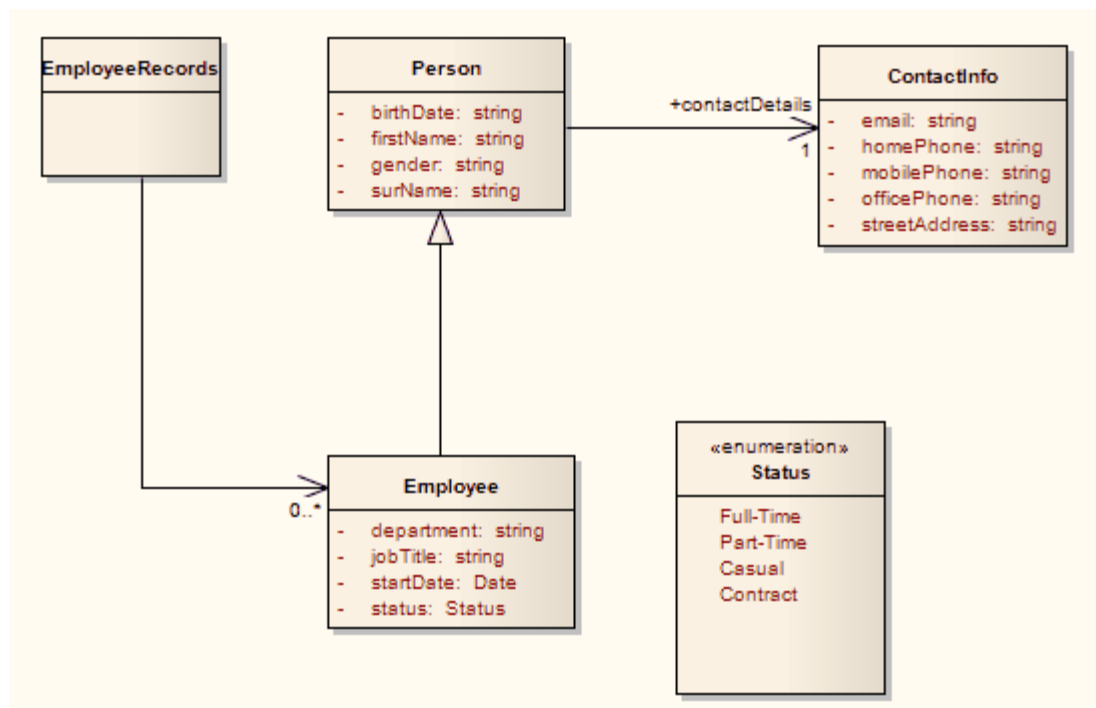 EmployeeRecords
Person
- birthDate: string
- firstName: string
- gender: string
- surName: string
+contactDetails
1
ContactInfo
- email: string
- homePhone: string
- mobilePhone: string
- officePhone: string
- streetAddress: string
0..*
Employee
- department: string
- jobTitle: string
- startDate: Date
- status: Status
«enumeration»
Status
Full-Time
Part-Time
Casual
Contract